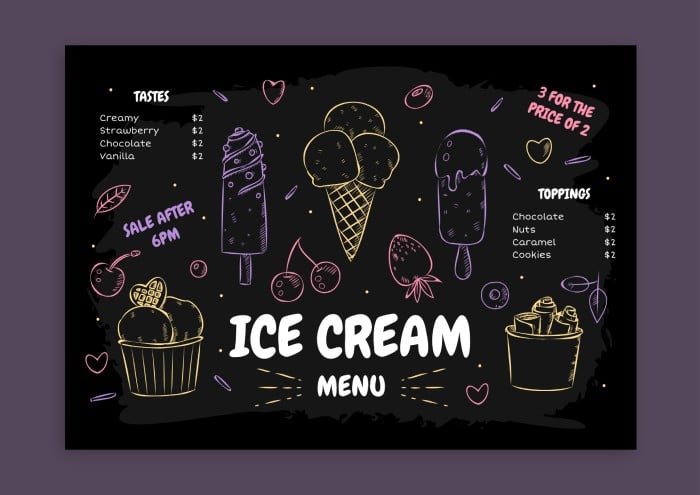 TASTES
Creamy $2
Strawberry $2
Chocolate $2
Vanilla $2
3 FOR THE
PRICE OF 2
TOPPINGS
Chocolate $2
Nuts $2
Caramel $2
Cookies $2
SALE AFTER
6PM
ICE CREAM
MENU